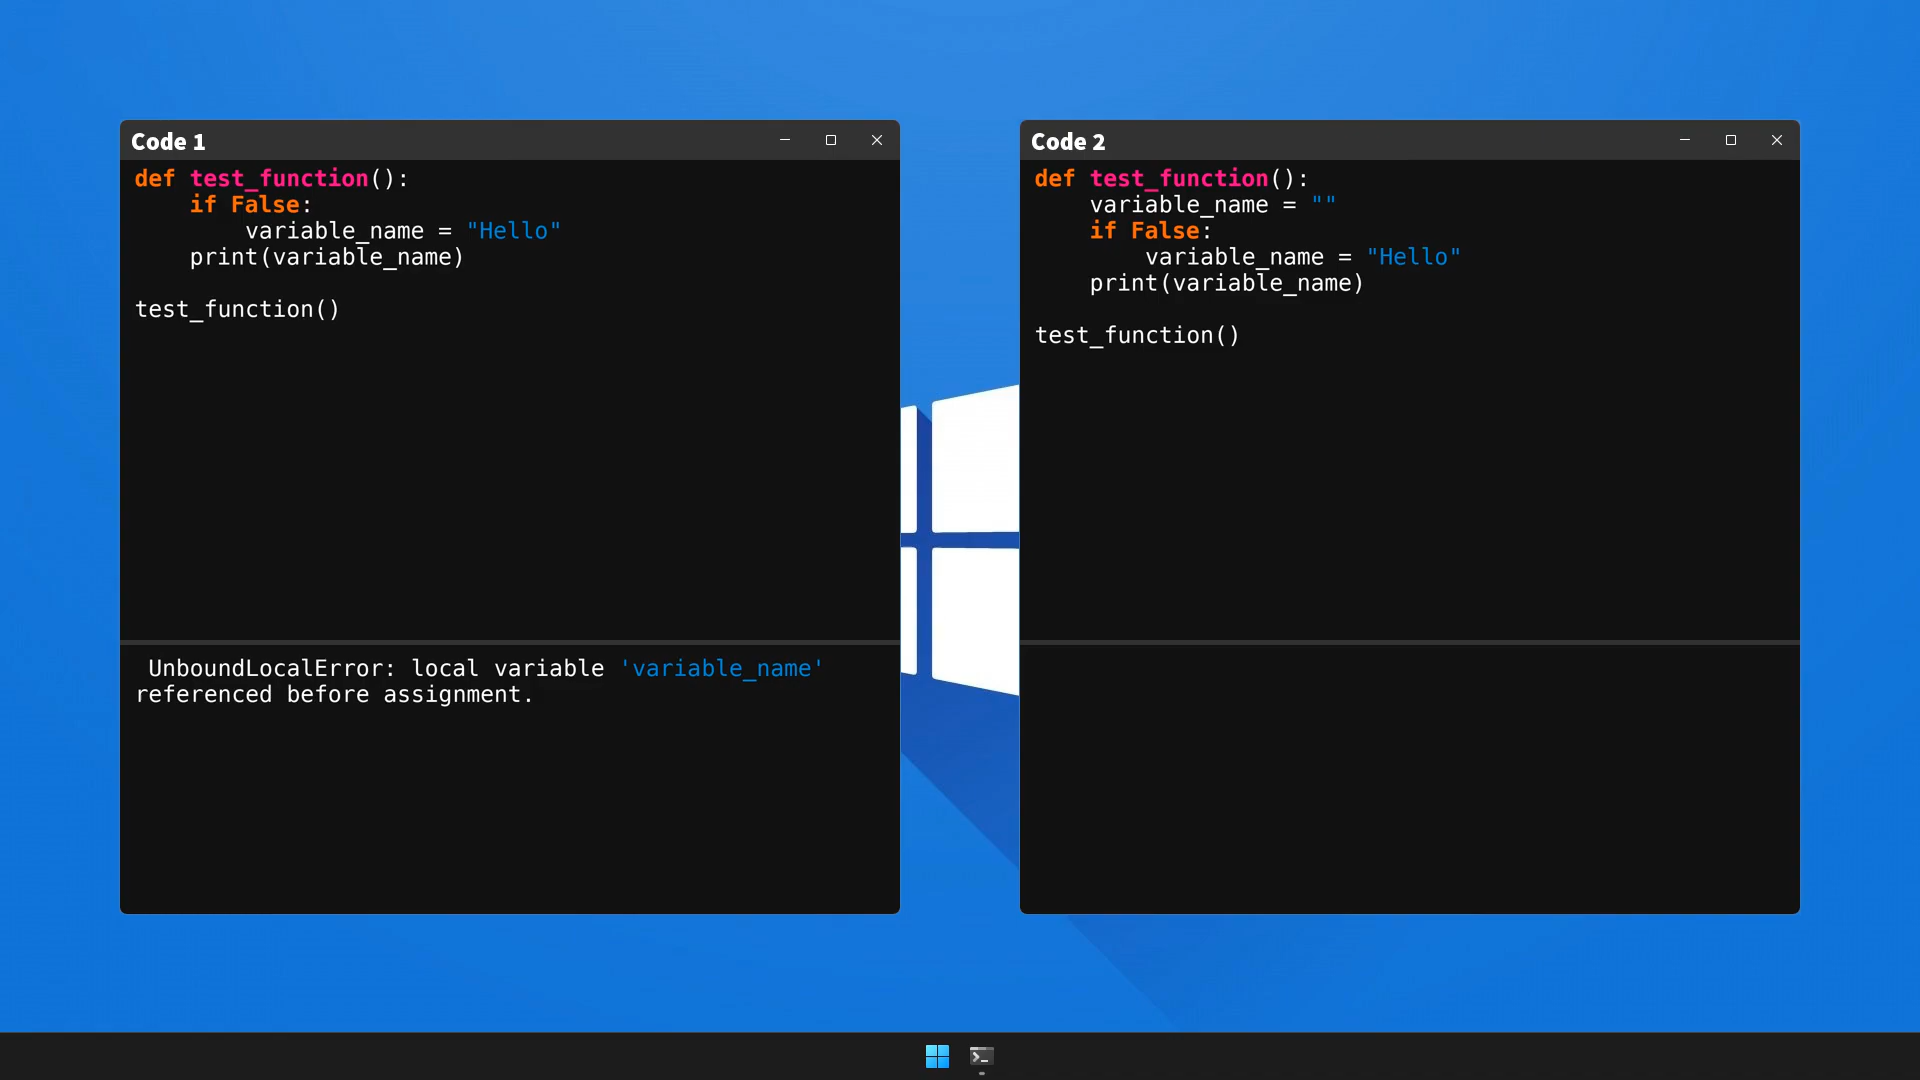 Code 1
def test_function():
    if False:
        variable_name = "Hello"
    print(variable_name)

test_function()
 UnboundLocalError: local variable 'variable_name'
referenced before assignment.
Code 2
def test_function():
    variable_name = ""
    if False:
        variable_name = "Hello"
    print(variable_name)

test_function()